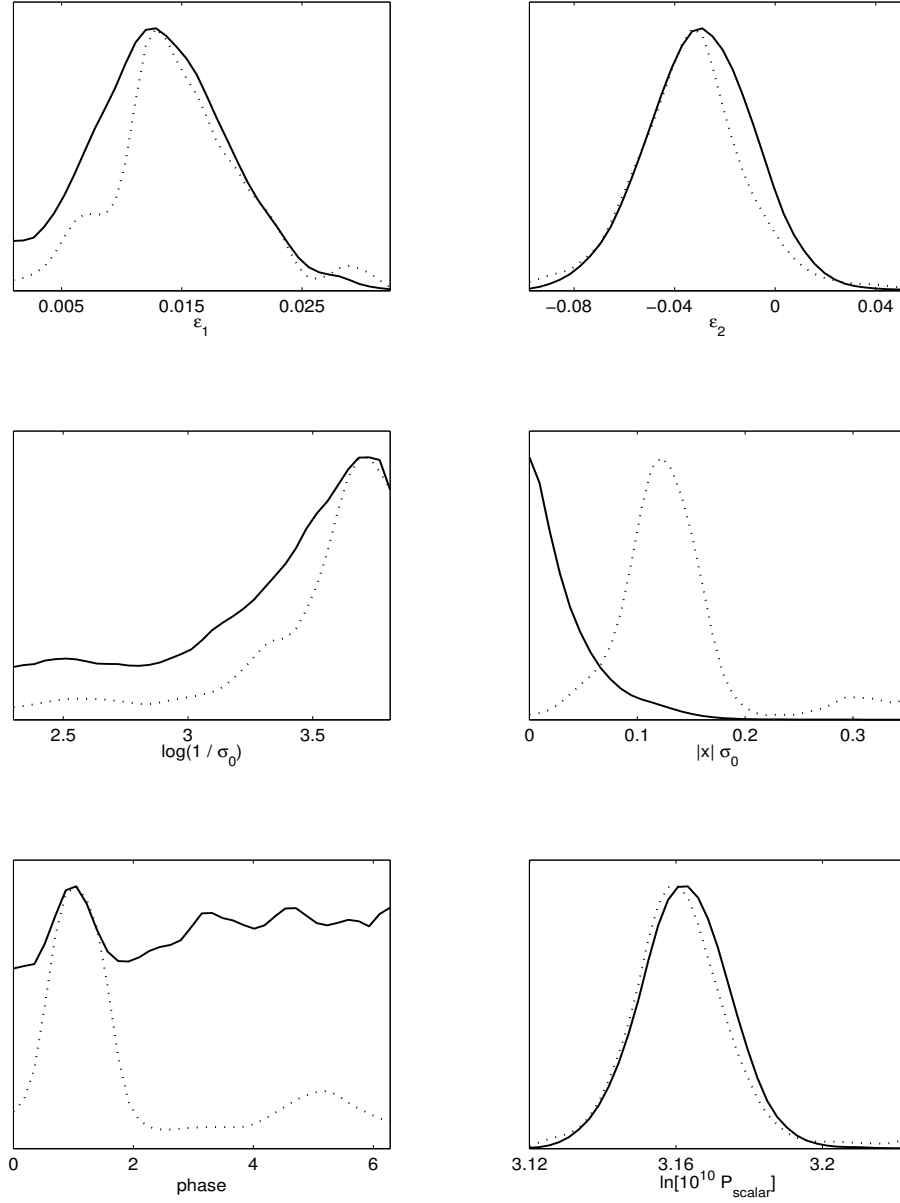 0.005 0.015 0.025
ε1
−0.08 −0.04 0 0.04
ε2
2.5 3 3.5
log(1 / σ0)
0 0.1 0.2 0.3
|x| σ0
0 2 4 6
phase
3.12 3.16 3.2
ln[10^10 P_scalar]